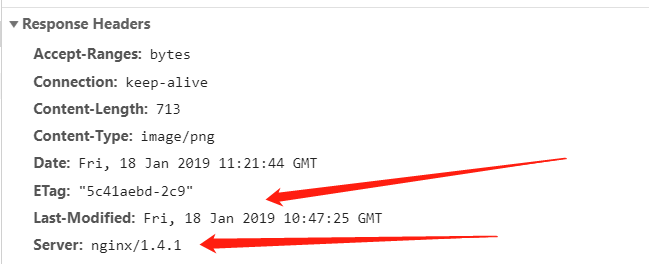 Response Headers
Accept-Ranges: bytes
Connection: keep-alive
Content-Length: 713
Content-Type: image/png
Date: Fri, 18 Jan 2019 11:21:44 GMT
ETag: "5c41aebd-2c9"
Last-Modified: Fri, 18 Jan 2019 10:47:25 GMT
Server: nginx/1.4.1